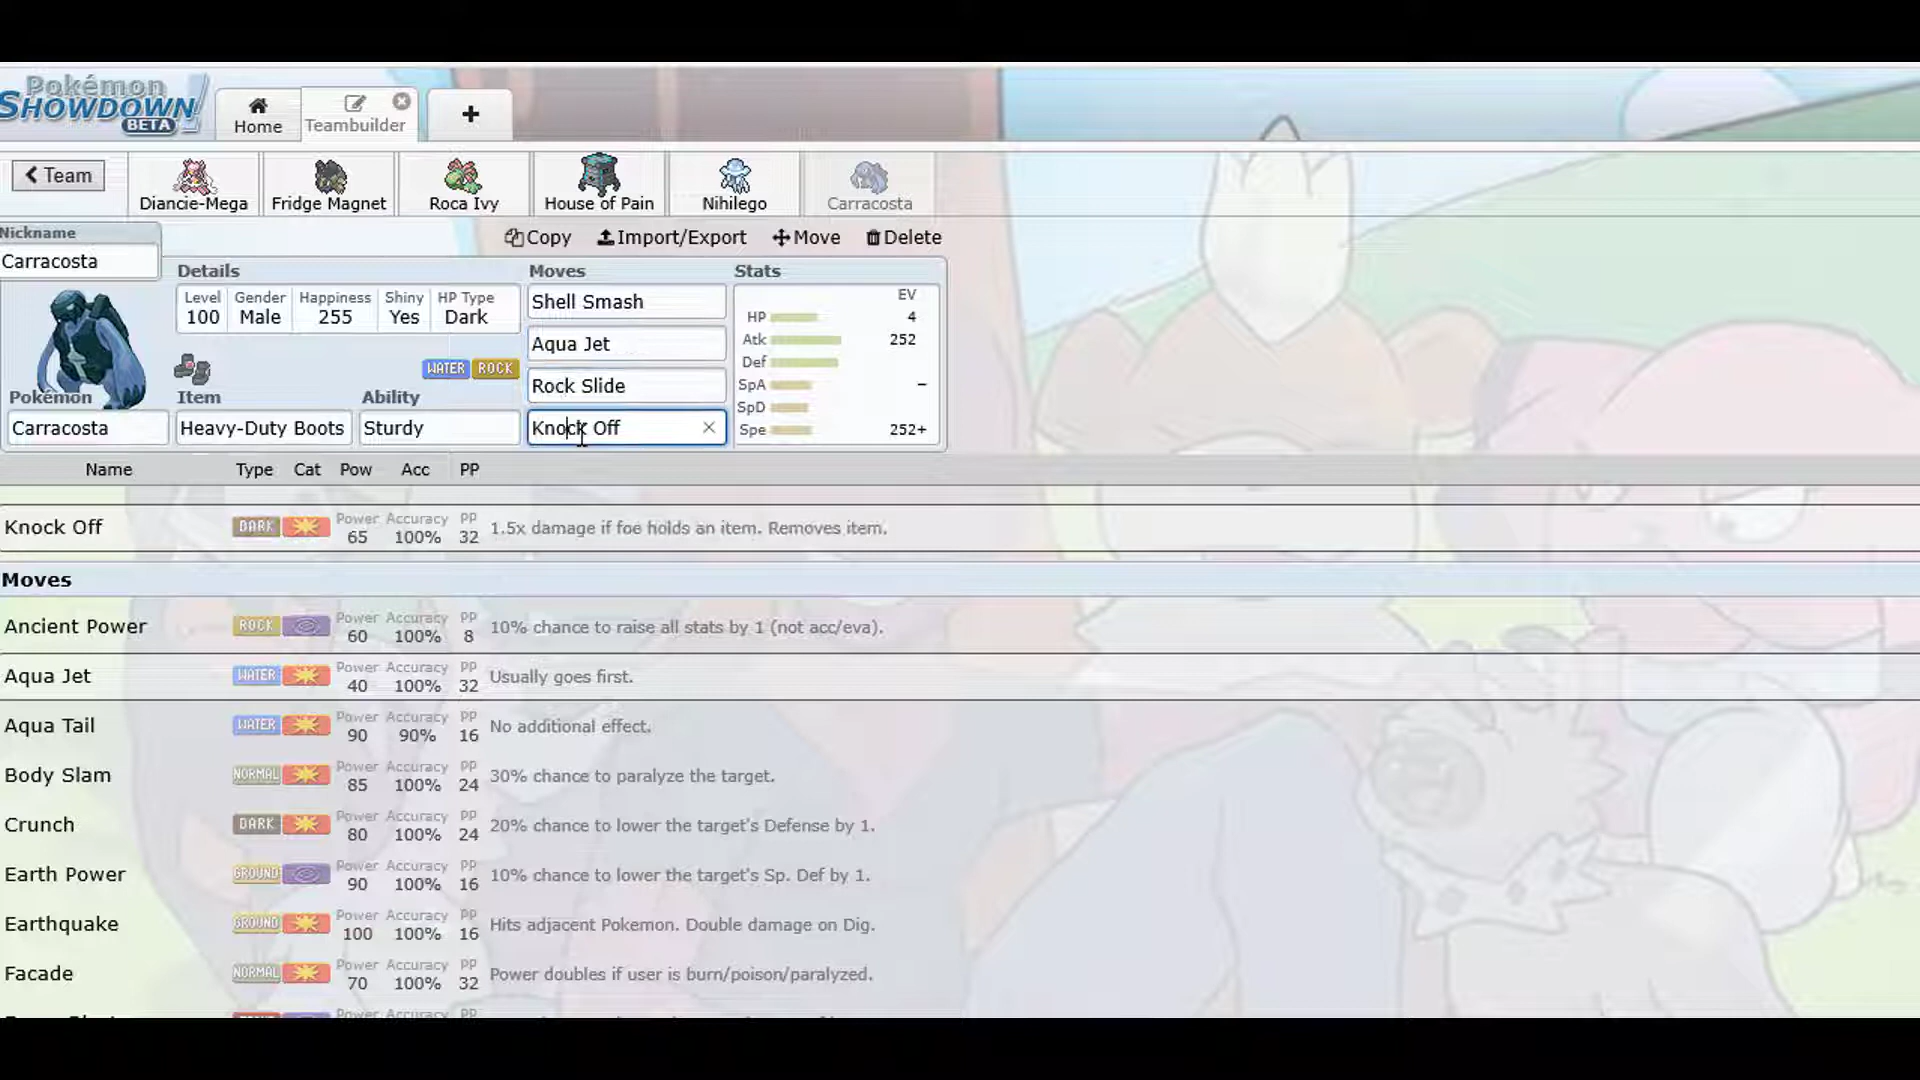 Pokémon
SHOWDOWN!
BETA
Home
Teambuilder
+
Team
Diancie-Mega
Fridge Magnet
Roca Ivy
House of Pain
Nihilego
Carracosta
Nickname
Carracosta
Copy
Import/Export
Move
Delete
Details
Level Gender Happiness Shiny HP Type
100 Male 255 Yes Dark
WATER ROCK
Pokémon
Carracosta
Item
Heavy-Duty Boots
Ability
Sturdy
Moves
Shell Smash
Aqua Jet
Rock Slide
Knock Off
Stats
EV
HP 4
Atk 252
Def
SpA –
SpD
Spe 252+
Name Type Cat Pow Acc PP
Power Accuracy PP
Knock Off DARK 65 100% 32 1.5x damage if foe holds an item. Removes item.
Moves
Power Accuracy PP
Ancient Power ROCK 60 100% 8 10% chance to raise all stats by 1 (not acc/eva).
Power Accuracy PP
Aqua Jet WATER 40 100% 32 Usually goes first.
Power Accuracy PP
Aqua Tail WATER 90 90% 16 No additional effect.
Power Accuracy PP
Body Slam NORMAL 85 100% 24 30% chance to paralyze the target.
Power Accuracy PP
Crunch DARK 80 100% 24 20% chance to lower the target's Defense by 1.
Power Accuracy PP
Earth Power GROUND 90 100% 16 10% chance to lower the target's Sp. Def by 1.
Power Accuracy PP
Earthquake GROUND 100 100% 16 Hits adjacent Pokemon. Double damage on Dig.
Power Accuracy PP
Facade NORMAL 70 100% 32 Power doubles if user is burn/poison/paralyzed.
Power Accuracy PP